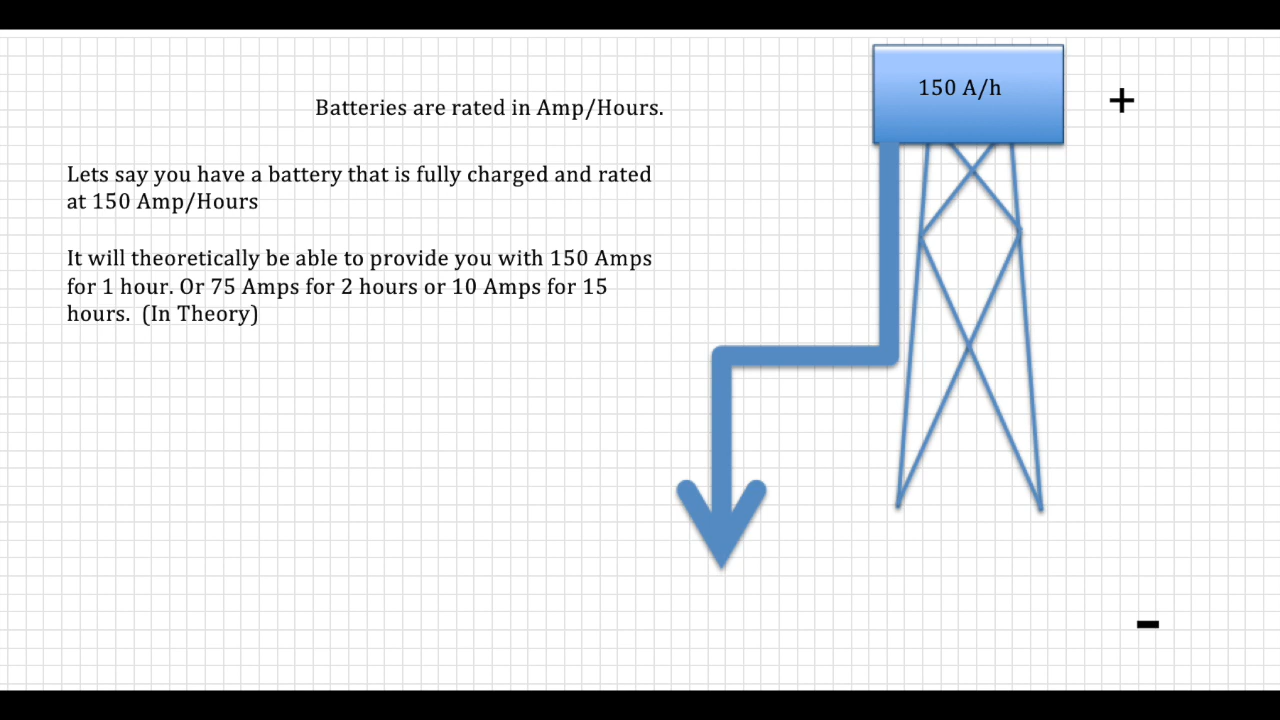 Batteries are rated in Amp/Hours.
Lets say you have a battery that is fully charged and rated
at 150 Amp/Hours
It will theoretically be able to provide you with 150 Amps
for 1 hour. Or 75 Amps for 2 hours or 10 Amps for 15
hours.  (In Theory)
150 A/h
+
-